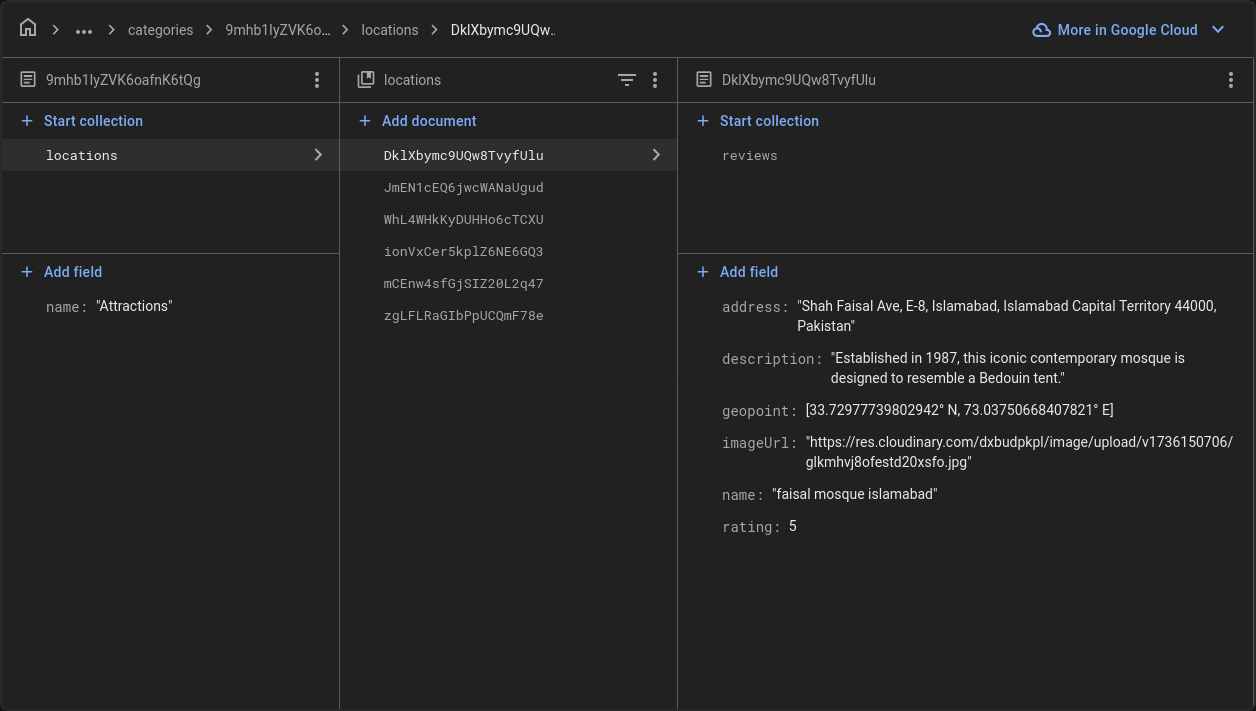 ... > categories > 9mhb1IyZVK6o... > locations > DklXbymc9UQw..
More in Google Cloud
9mhb1IyZVK6oafnK6tQg
locations
DklXbymc9UQw8TvyfUlu
+ Start collection
+ Add document
+ Start collection
locations
DklXbymc9UQw8TvyfUlu
JmEN1cEQ6jwcWANaUgud
WhL4WHkKyDUHHo6cTCXU
ionVxCer5kplZ6NE6GQ3
mCEnw4sfGjSIZ20L2q47
zgLFLRaGIbPpUCQmF78e
reviews
+ Add field
name: "Attractions"
+ Add field
address: "Shah Faisal Ave, E-8, Islamabad, Islamabad Capital Territory 44000,
Pakistan"
description: "Established in 1987, this iconic contemporary mosque is
designed to resemble a Bedouin tent."
geopoint: [33.72977739802942° N, 73.03750668407821° E]
imageUrl: "https://res.cloudinary.com/dxbudpkpl/image/upload/v1736150706/
glkmhvj8ofestd20xsfo.jpg"
name: "faisal mosque islamabad"
rating: 5